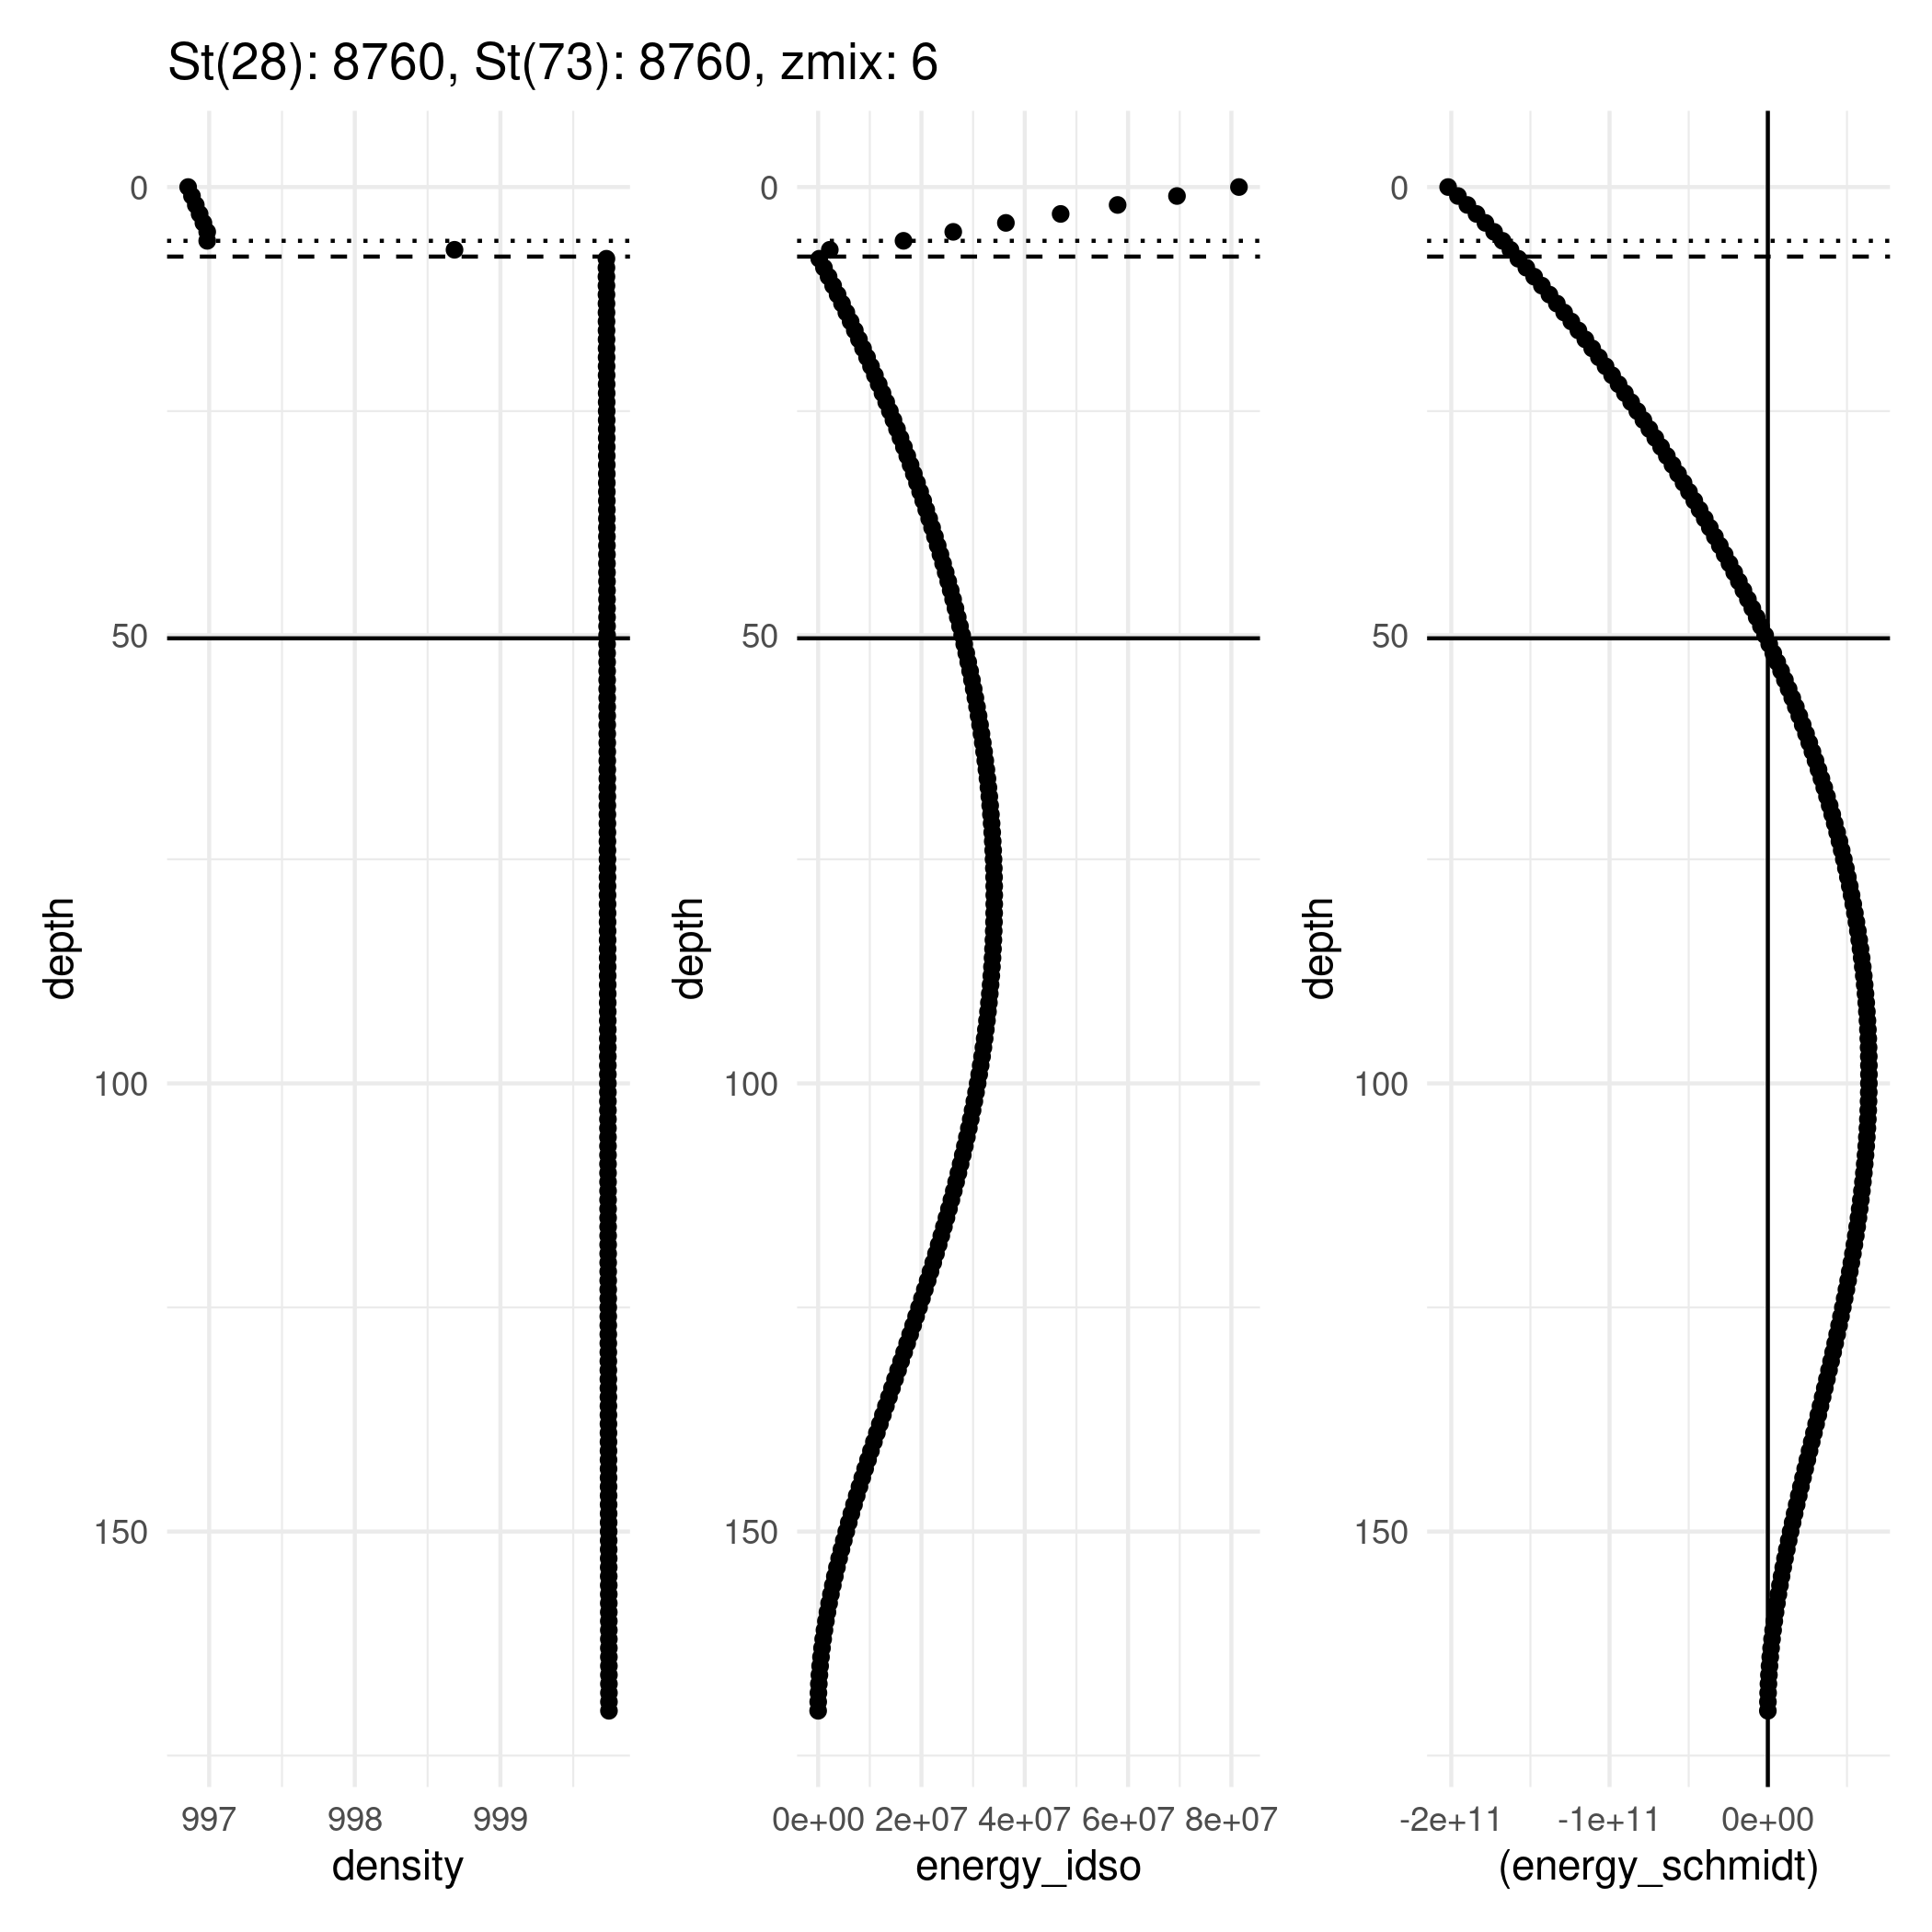 St(28): 8760, St(73): 8760, zmix: 6
0
50
100
150
depth
997 998 999
density
0
50
100
150
depth
0e+00 2e+07 4e+07 6e+07 8e+07
energy_idso
0
50
100
150
depth
-2e+11 -1e+11 0e+00
(energy_schmidt)